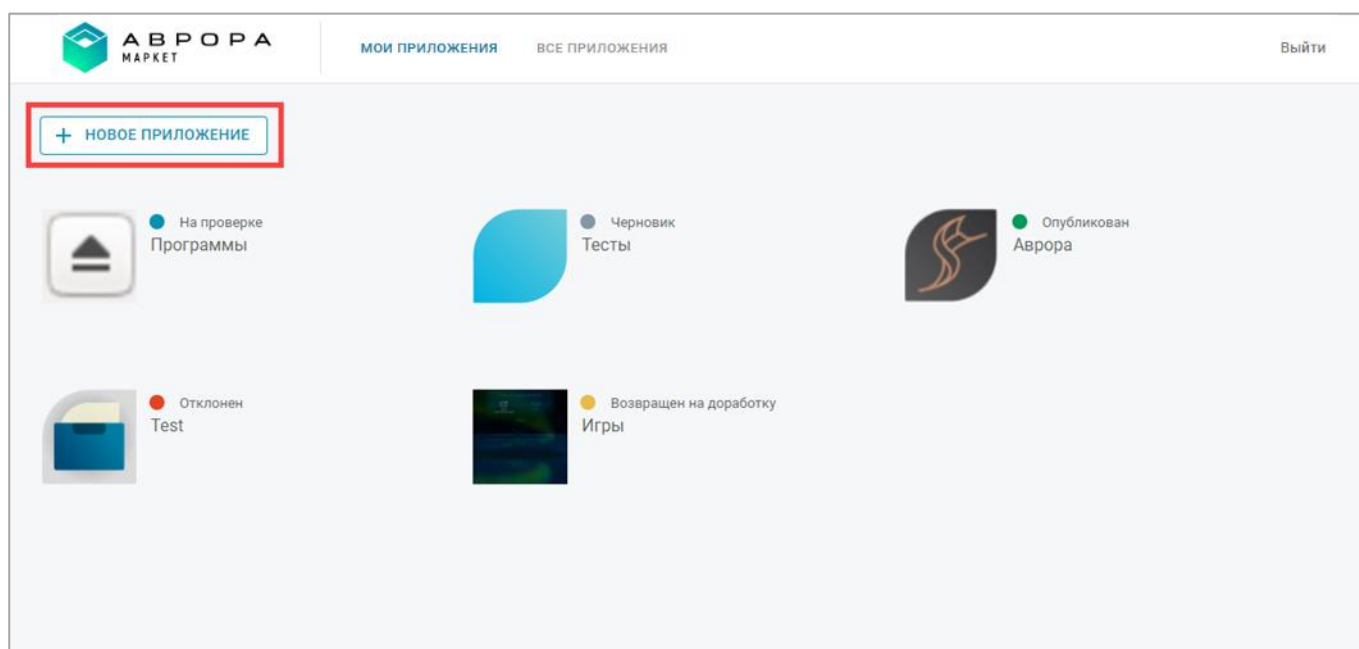 АВРОРА
МАРКЕТ
МОИ ПРИЛОЖЕНИЯ
ВСЕ ПРИЛОЖЕНИЯ
Выйти
+ НОВОЕ ПРИЛОЖЕНИЕ
На проверке
Программы
Черновик
Тесты
Опубликован
Аврора
Отклонен
Test
Возвращен на доработку
Игры